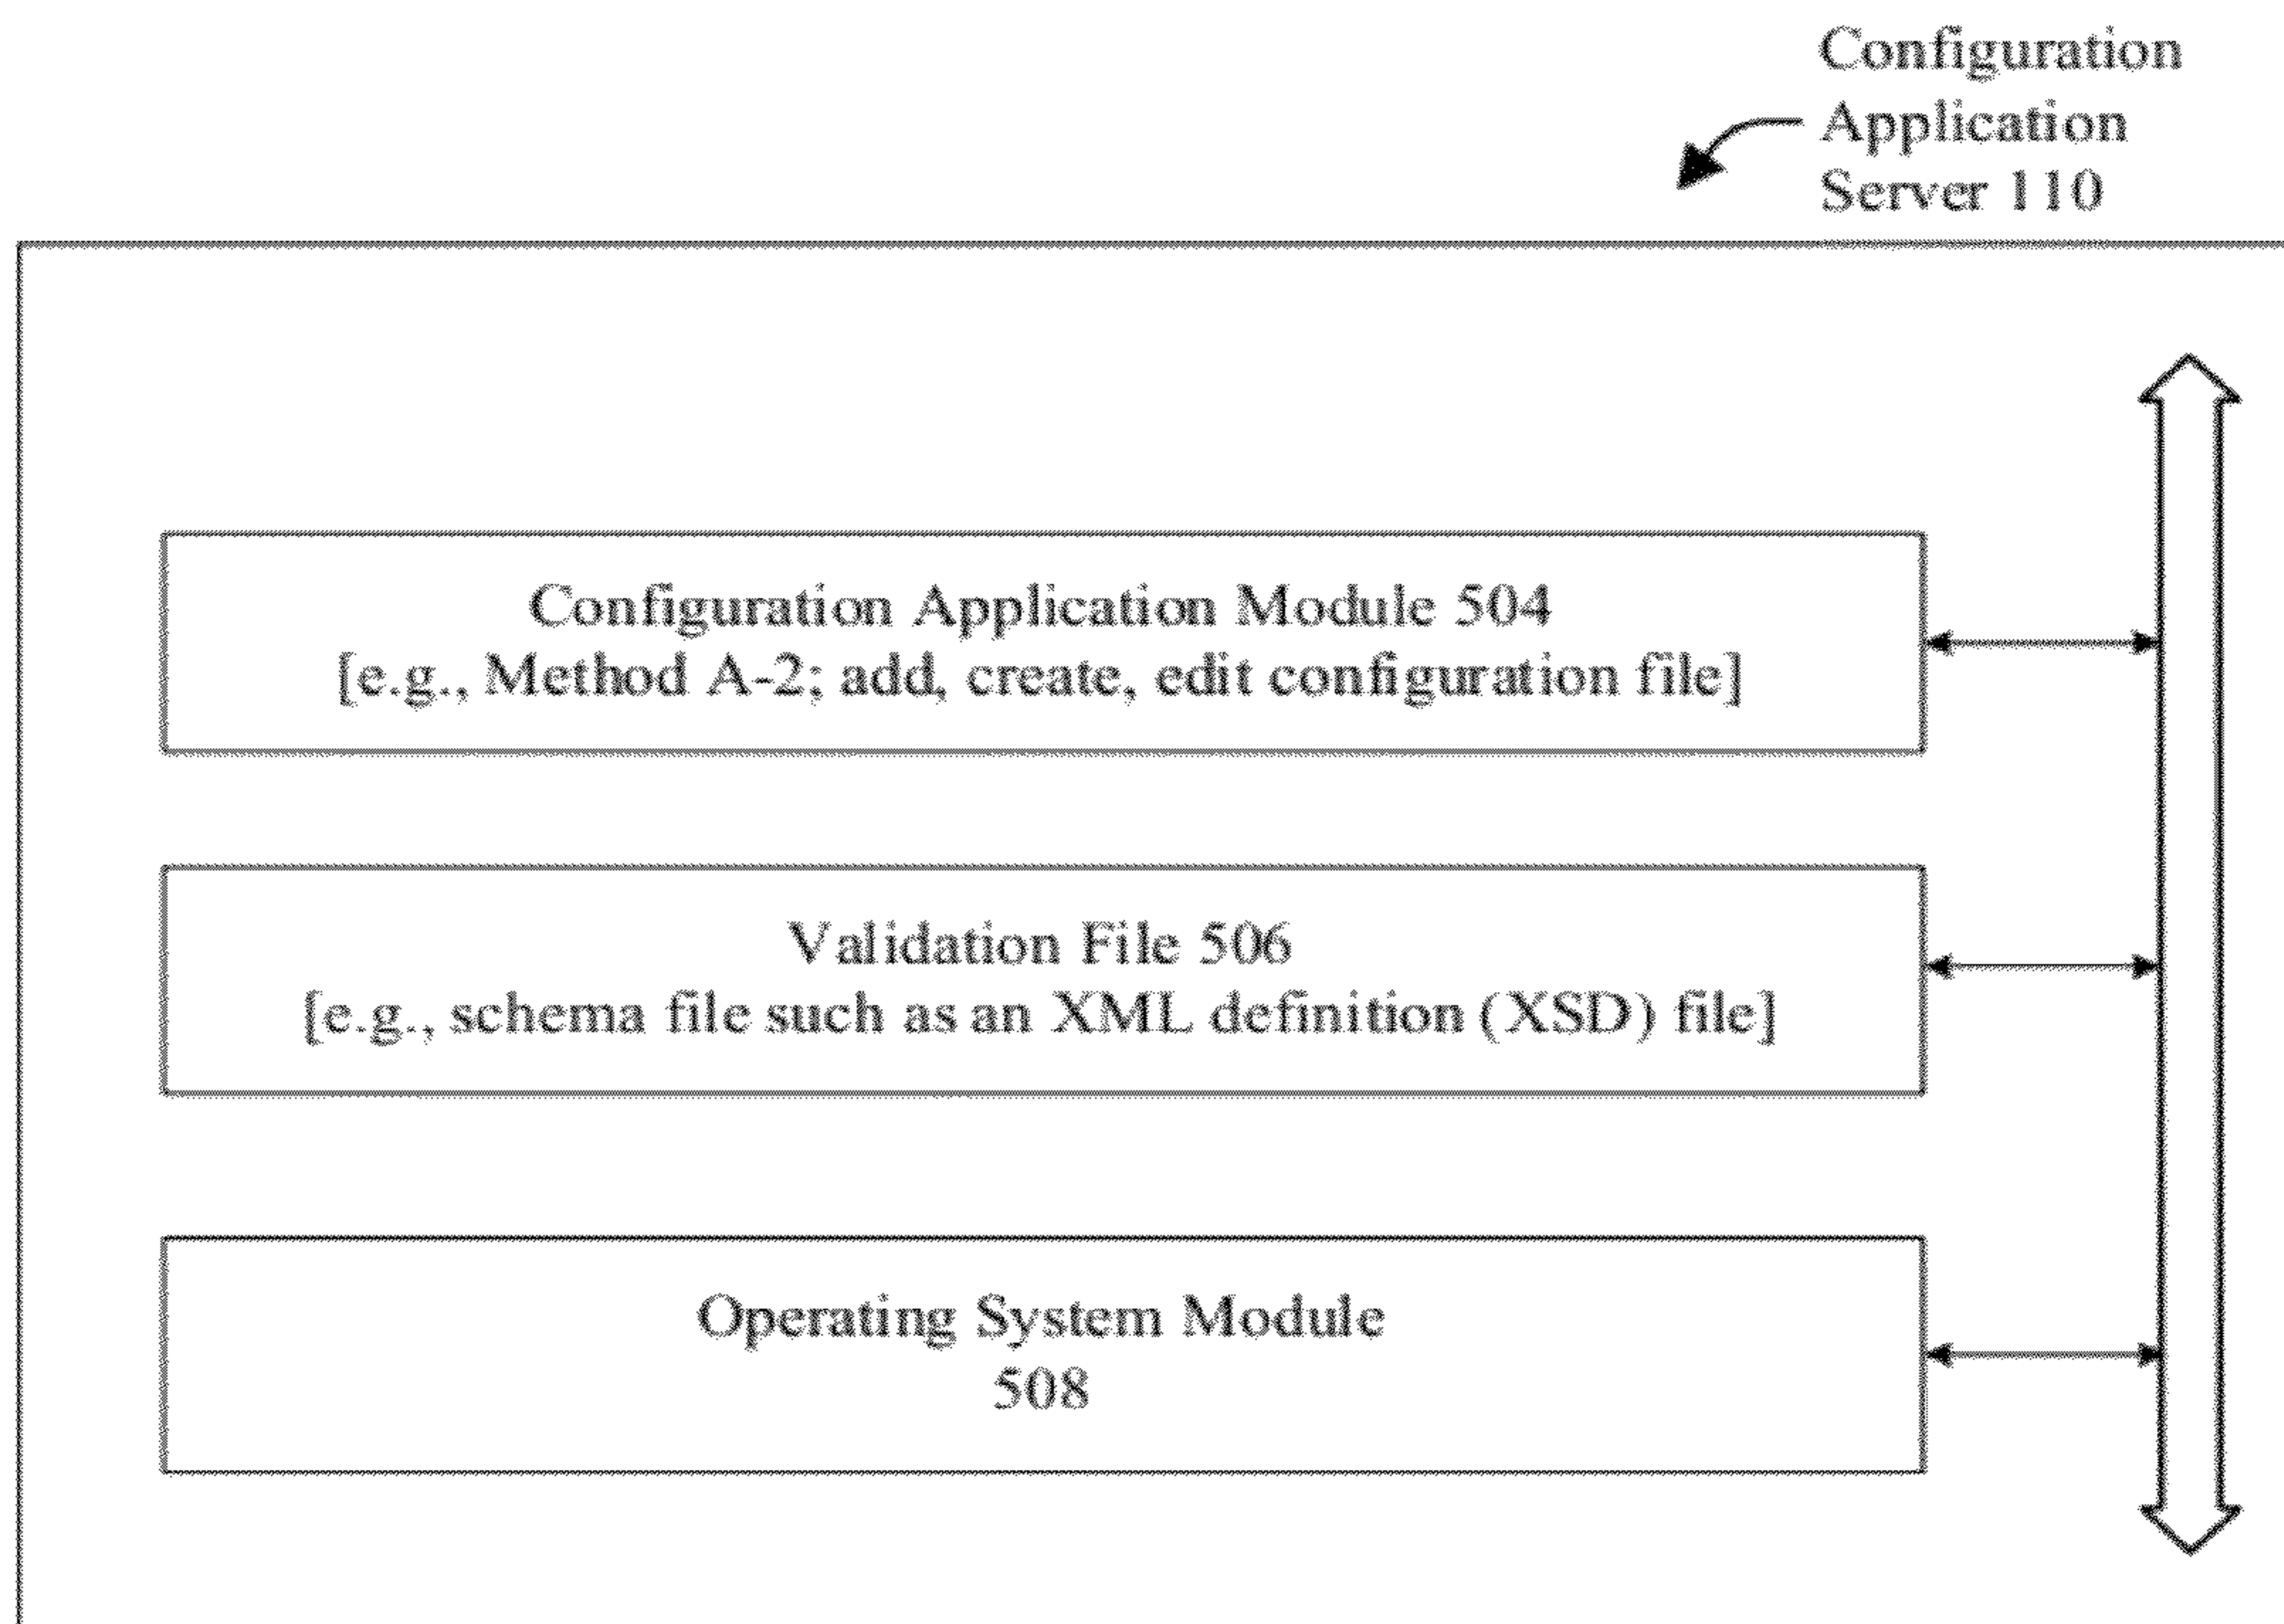 Configuration
Application
Server 110
Configuration Application Module 504
[e.g., Method A-2; add, create, edit configuration file]
Validation File 506
[e.g., schema file such as an XML definition (XSD) file]
Operating System Module
508